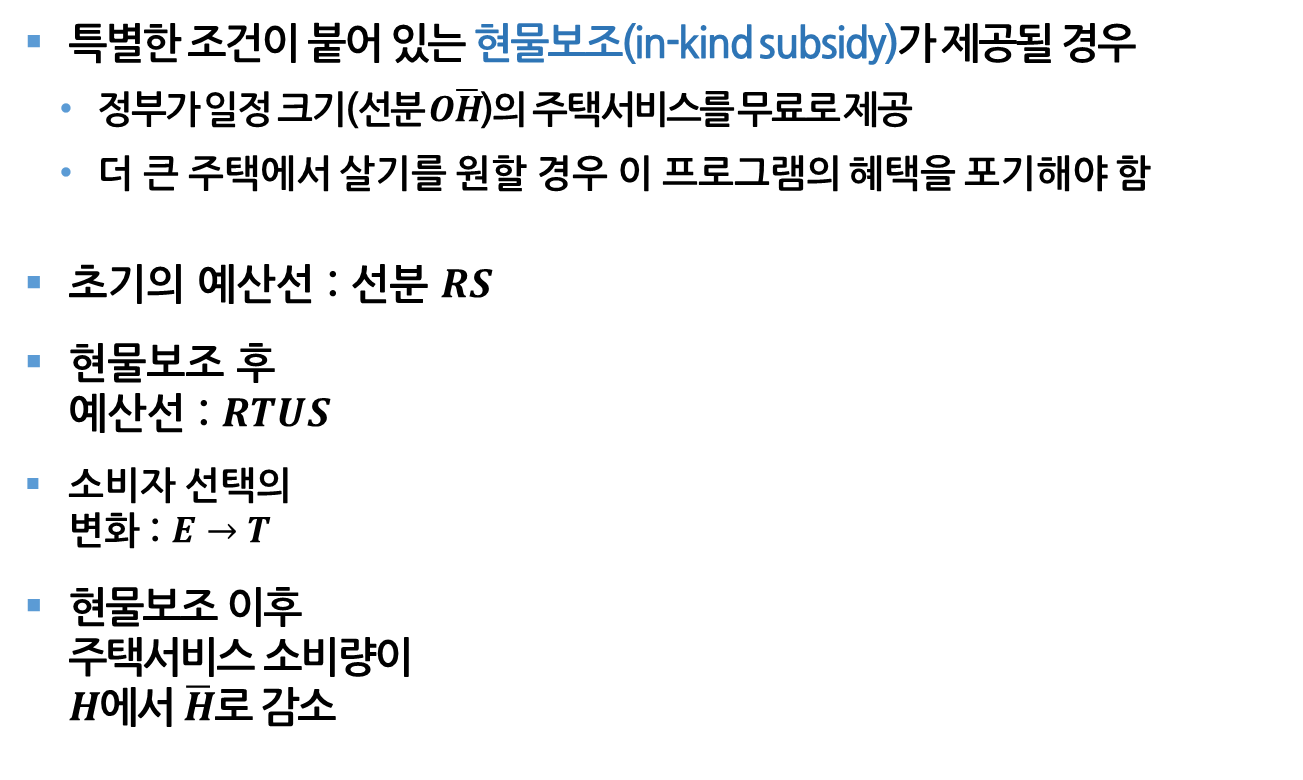 ▪ 특별한 조건이 붙어 있는 현물보조(in-kind subsidy)가 제공될 경우
• 정부가 일정 크기(선분 OH̅)의 주택서비스를 무료로 제공
• 더 큰 주택에서 살기를 원할 경우 이 프로그램의 혜택을 포기해야 함
▪ 초기의 예산선 : 선분 RS
▪ 현물보조 후
예산선 : RTUS
▪ 소비자 선택의
변화 : E → T
▪ 현물보조 이후
주택서비스 소비량이
H에서 H̅로 감소